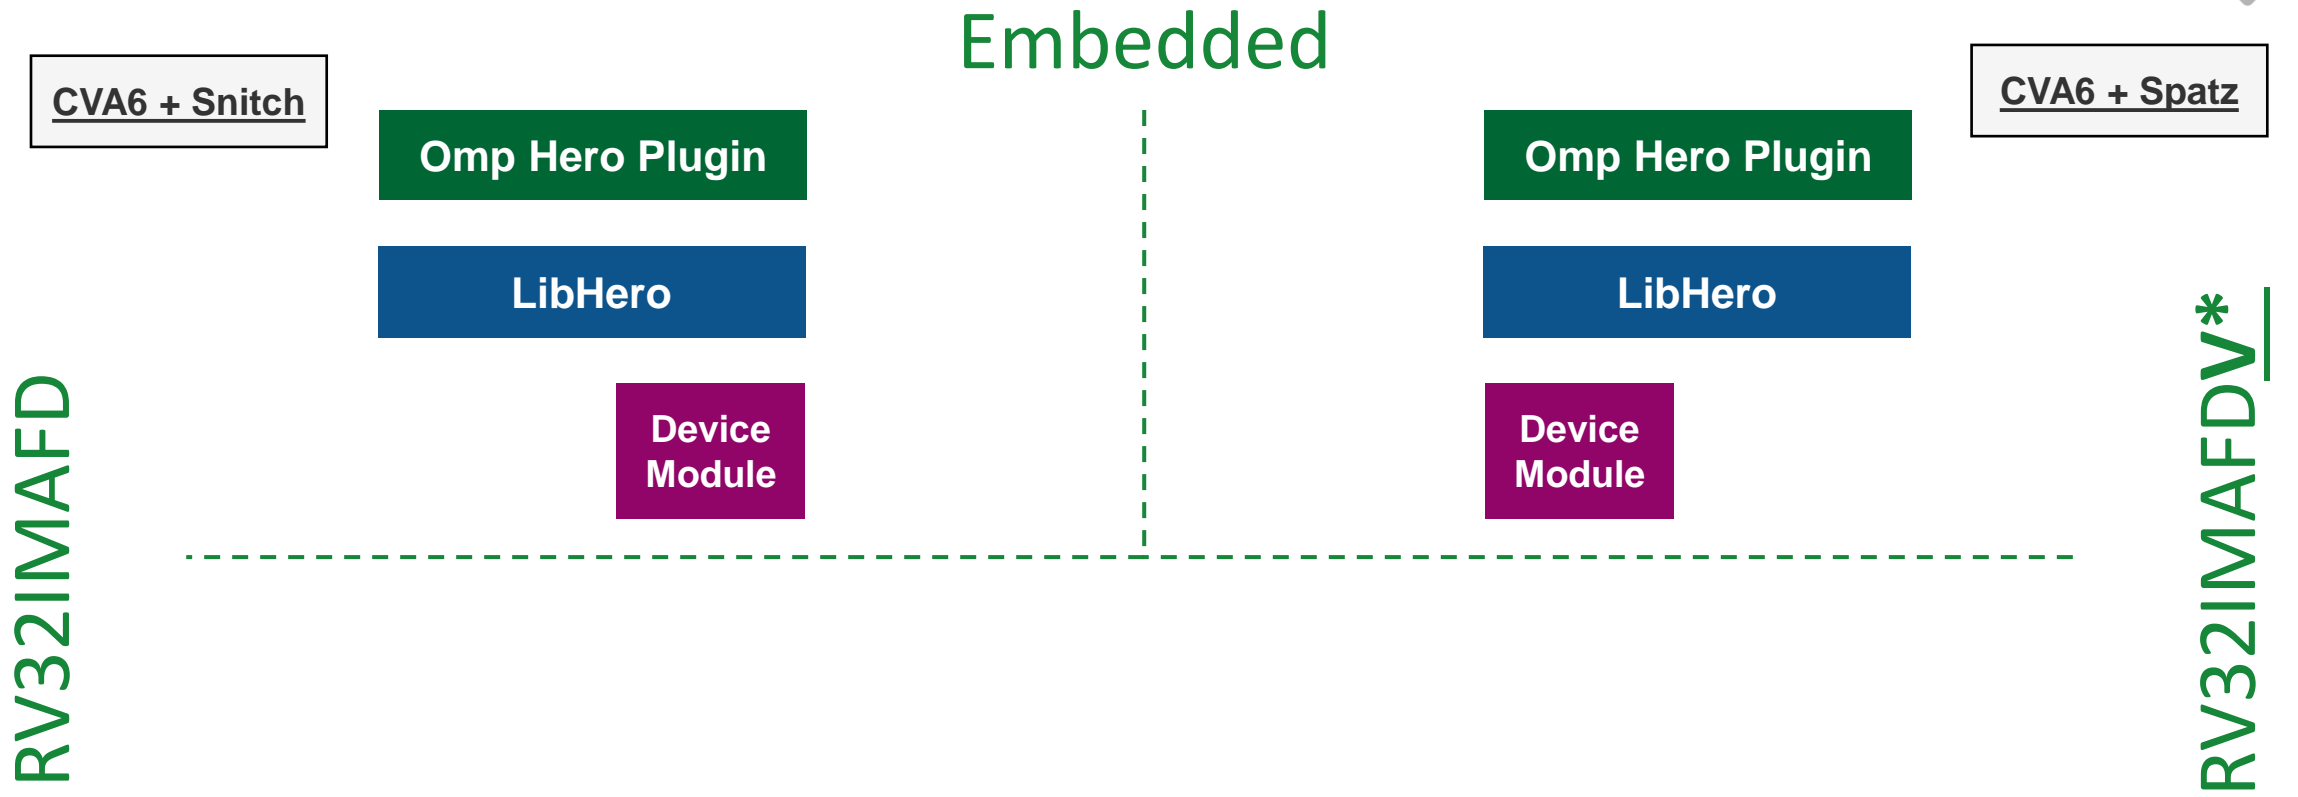 Embedded
CVA6 + Snitch
CVA6 + Spatz
Omp Hero Plugin
Omp Hero Plugin
LibHero
LibHero
Device
Module
Device
Module
RV32IMAFD
RV32IMAFDV*